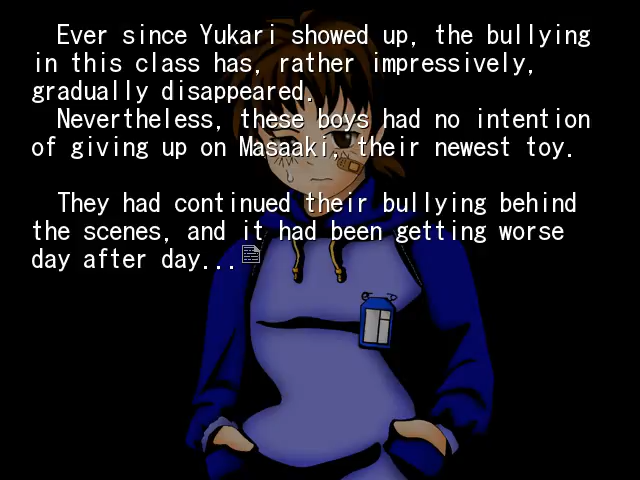 Ever since Yukari showed up, the bullying
in this class has, rather impressively,
gradually disappeared.
Nevertheless, these boys had no intention
of giving up on Masaaki, their newest toy.
They had continued their bullying behind
the scenes, and it had been getting worse
day after day...